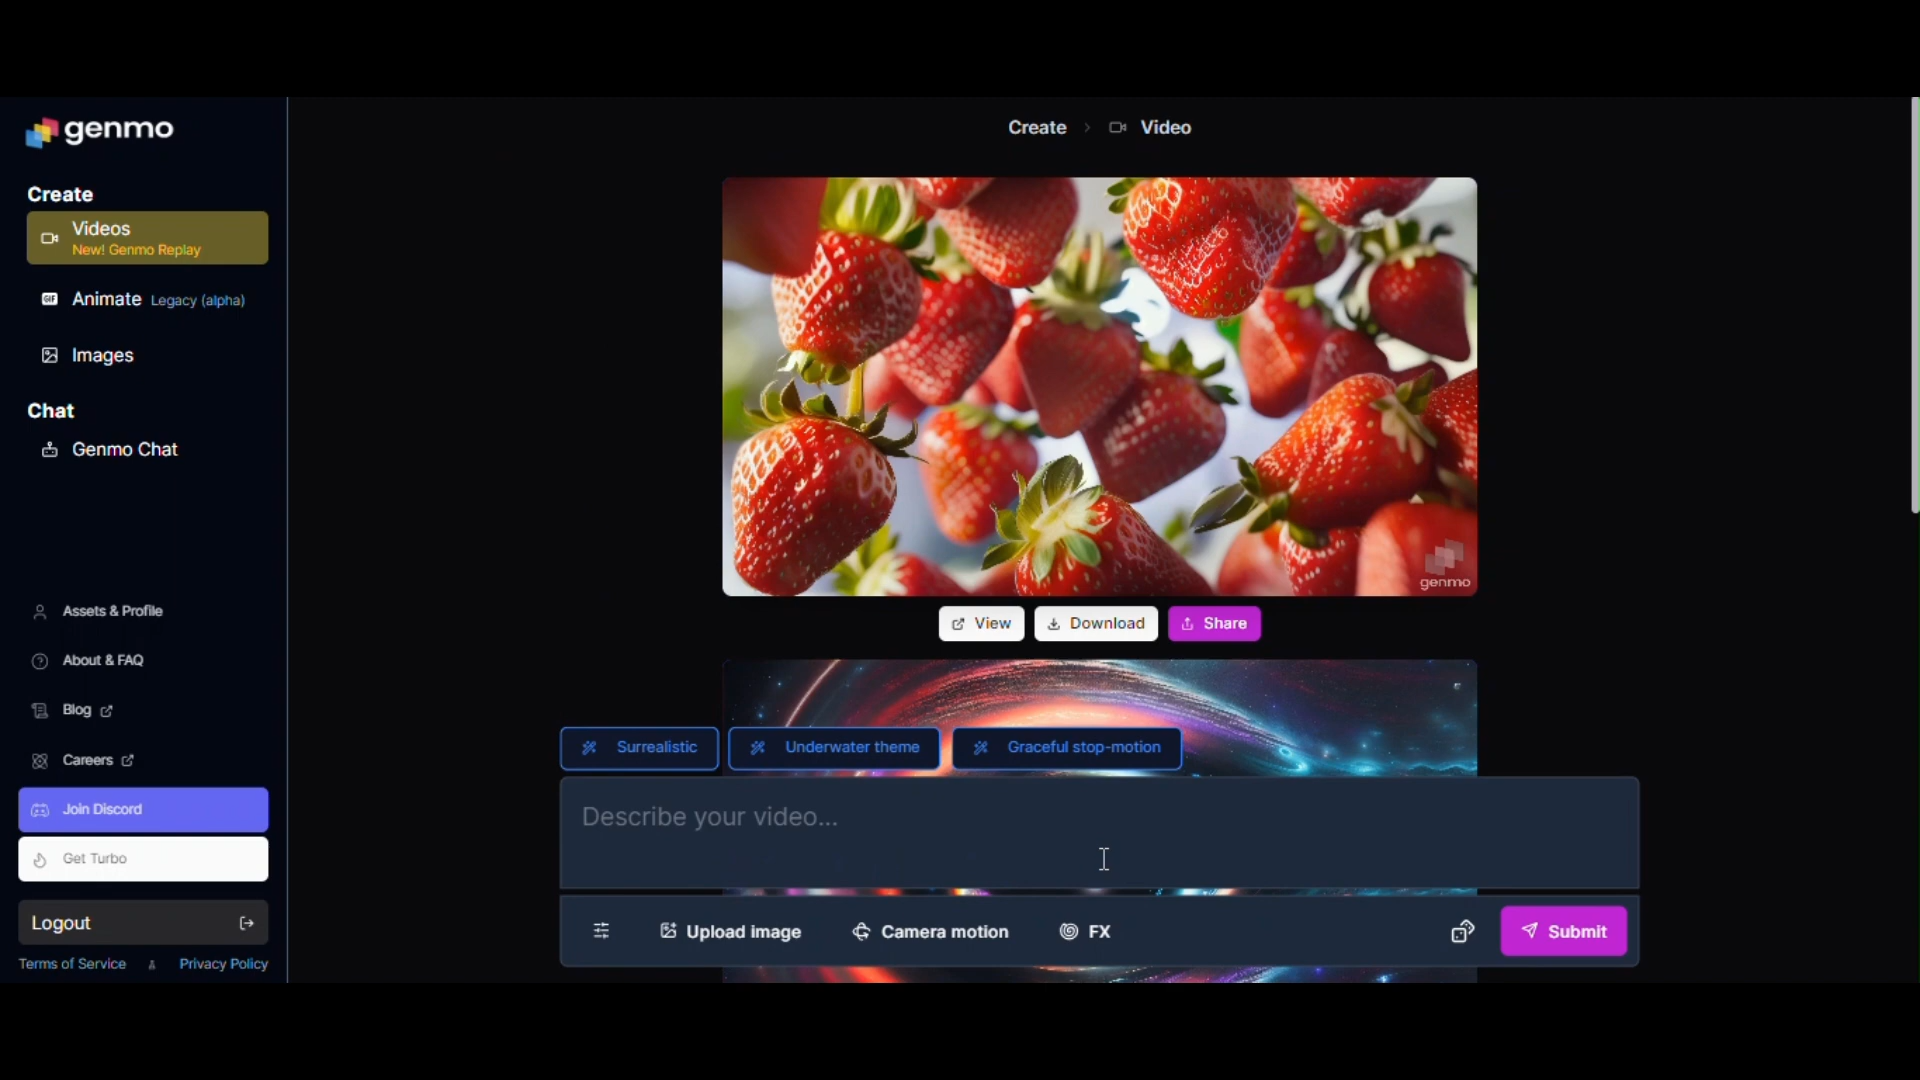 genmo
Create
Videos
New! Genmo Replay
GIF Animate Legacy (alpha)
Images
Chat
Genmo Chat
Assets & Profile
About & FAQ
Blog
Careers
Join Discord
Get Turbo
Logout
Terms of Service
Privacy Policy
Create > Video
genmo
View Download Share
Surrealistic Underwater theme Graceful stop-motion
Describe your video...
Upload image Camera motion FX Submit